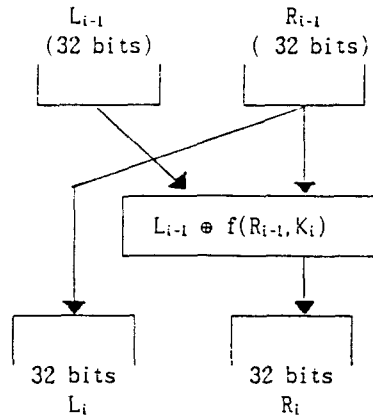 Lᵢ₋₁ Rᵢ₋₁
(32 bits) ( 32 bits)
Lᵢ₋₁ ⊕ f(Rᵢ₋₁,Kᵢ)
32 bits 32 bits
Lᵢ Rᵢ